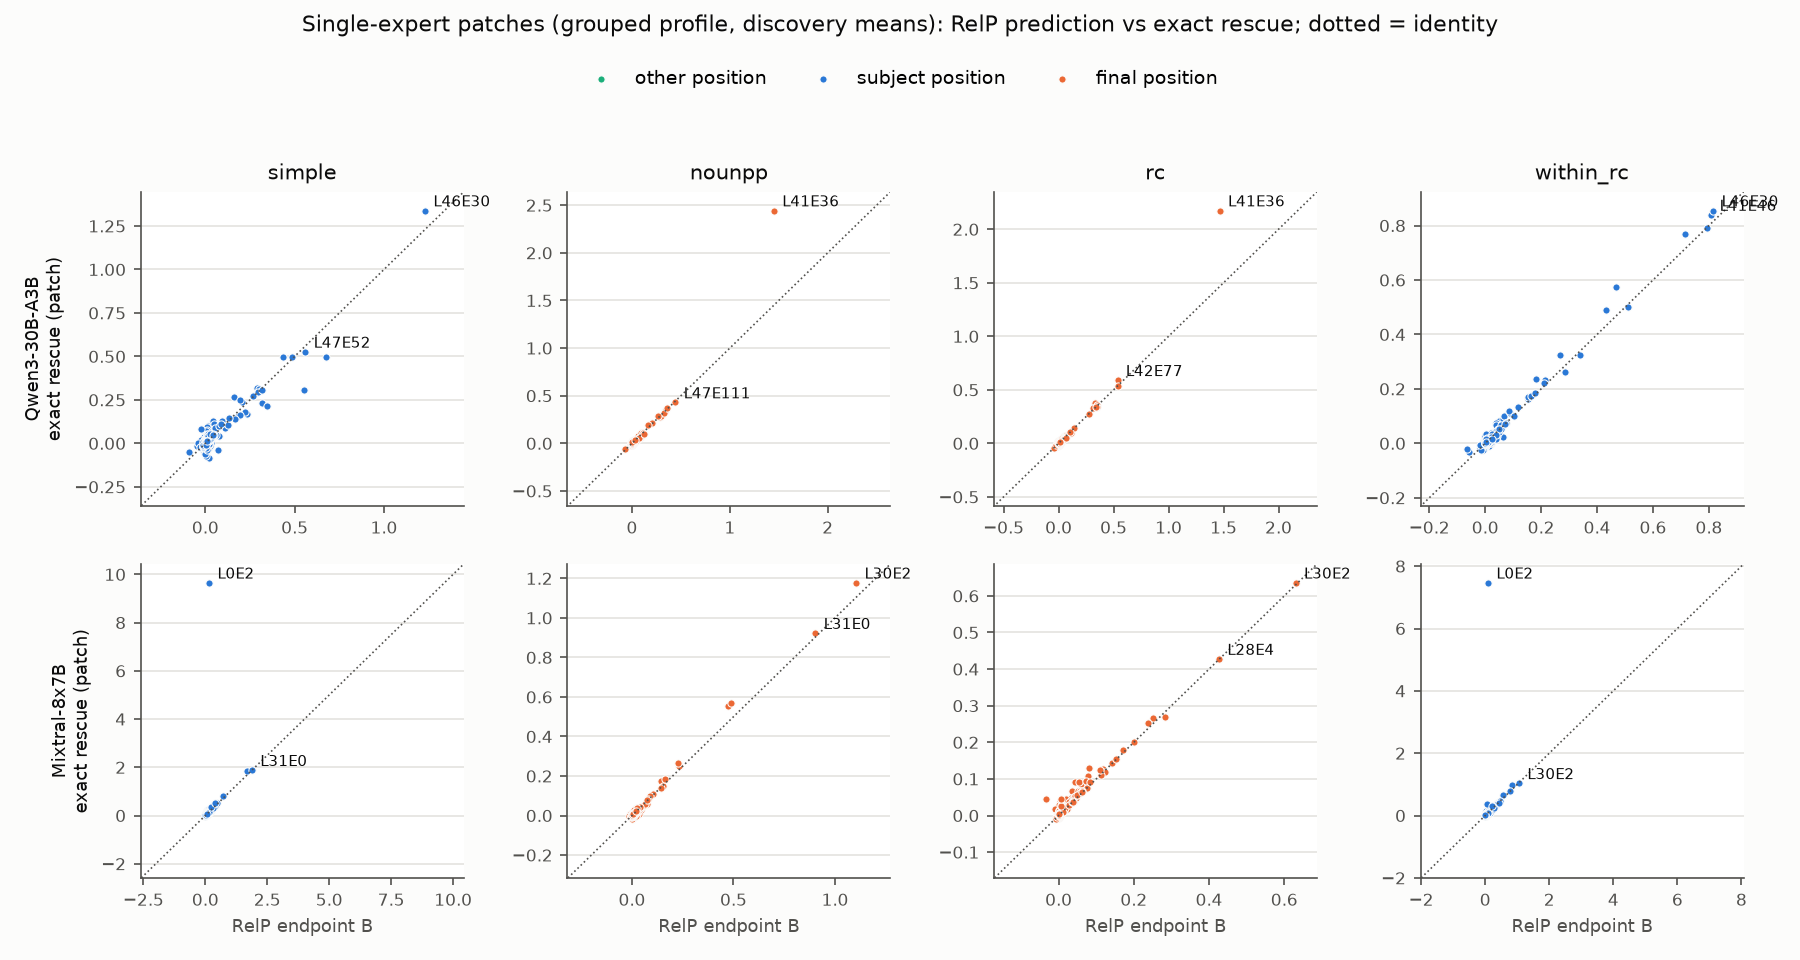 Single-expert patches (grouped profile, discovery means): RelP prediction vs exact rescue; dotted = identity
other position
subject position
final position
simple
nounpp
rc
within_rc
Qwen3-30B-A3B
exact rescue (patch)
1.25
1.00
0.75
0.50
0.25
0.00
−0.25
0.0
0.5
1.0
L46E30
L47E52
2.5
2.0
1.5
1.0
0.5
0.0
−0.5
0
1
2
L41E36
L47E111
2.0
1.5
1.0
0.5
0.0
−0.5
−0.5
0.0
0.5
1.0
1.5
2.0
L41E36
L42E77
0.8
0.6
0.4
0.2
0.0
−0.2
−0.2
0.0
0.2
0.4
0.6
0.8
L46E30
L41E46
Mixtral-8x7B
exact rescue (patch)
10
8
6
4
2
0
−2
−2.5
0.0
2.5
5.0
7.5
10.0
L0E2
L31E0
RelP endpoint B
1.2
1.0
0.8
0.6
0.4
0.2
0.0
−0.2
0.0
0.5
1.0
L30E2
L31E0
RelP endpoint B
0.6
0.5
0.4
0.3
0.2
0.1
0.0
−0.1
0.0
0.2
0.4
0.6
L30E2
L28E4
RelP endpoint B
8
6
4
2
0
−2
−2
0
2
4
6
8
L0E2
L30E2
RelP endpoint B